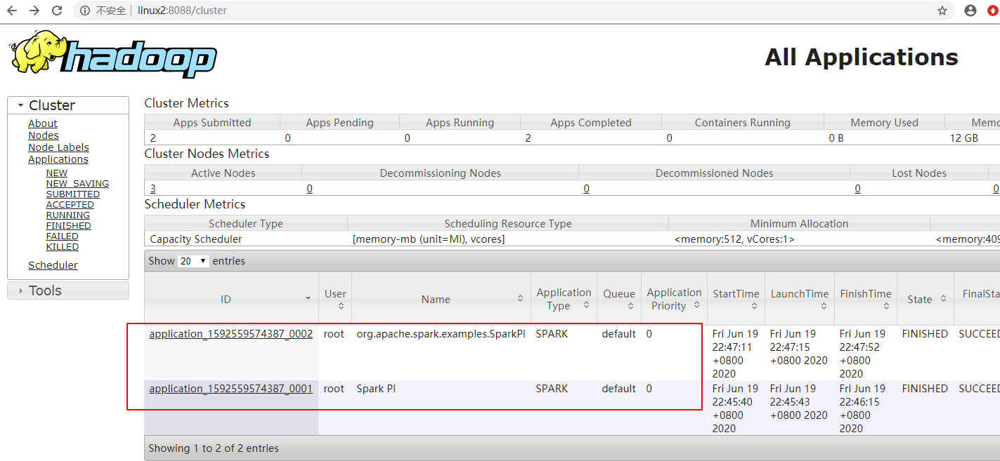 不安全 linux2:8088/cluster
hadoop
All Applications
Cluster
About
Nodes
Node Labels
Applications
NEW
NEW_SAVING
SUBMITTED
ACCEPTED
RUNNING
FINISHED
FAILED
KILLED
Scheduler
Tools
Cluster Metrics
Apps Submitted Apps Pending Apps Running Apps Completed Containers Running Memory Used Memo
2 0 0 2 0 0 B 12 GB
Cluster Nodes Metrics
Active Nodes Decommissioning Nodes Decommissioned Nodes Lost Nodes
3 0 0 0 0
Scheduler Metrics
Scheduler Type Scheduling Resource Type Minimum Allocation
Capacity Scheduler [memory-mb (unit=Mi), vcores] <memory:512, vCores:1> <memory:409
Show 20 entries
ID User Name Application Type Queue Application Priority StartTime LaunchTime FinishTime State FinalSta
application_1592559574387_0002 root org.apache.spark.examples.SparkPi SPARK default 0 Fri Jun 19 22:47:11 +0800 2020 Fri Jun 19 22:47:15 +0800 2020 Fri Jun 19 22:47:52 +0800 2020 FINISHED SUCCEED
application_1592559574387_0001 root Spark Pi SPARK default 0 Fri Jun 19 22:45:40 +0800 2020 Fri Jun 19 22:45:43 +0800 2020 Fri Jun 19 22:46:15 +0800 2020 FINISHED SUCCEED
Showing 1 to 2 of 2 entries